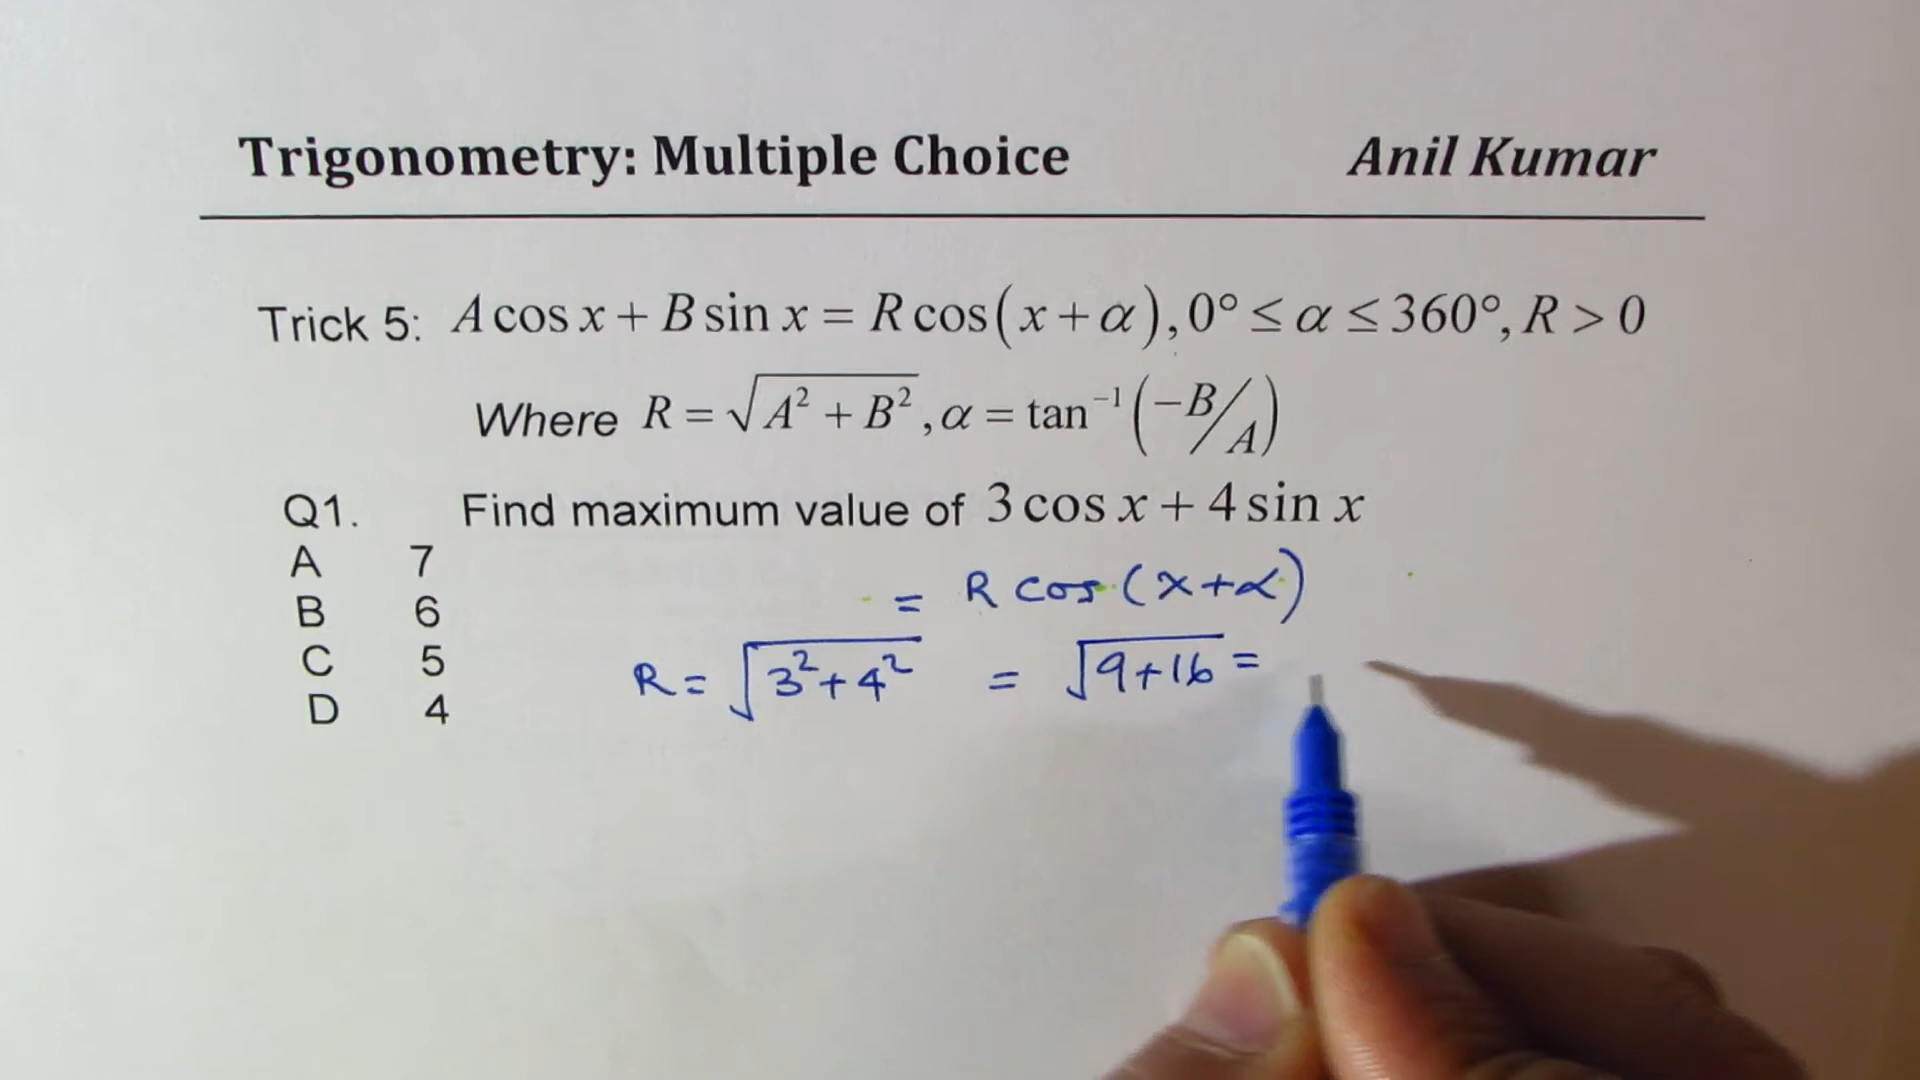 Trigonometry: Multiple Choice Anil Kumar
Trick 5: A cos x + B sin x = R cos(x + α), 0° ≤ α ≤ 360°, R > 0
Where R = √(A² + B²), α = tan⁻¹(−B/A)
Q1. Find maximum value of 3 cos x + 4 sin x
A 7
= R cos (x+α)
B 6
C 5
R = √(3²+4²) = √(9+16) =
D 4